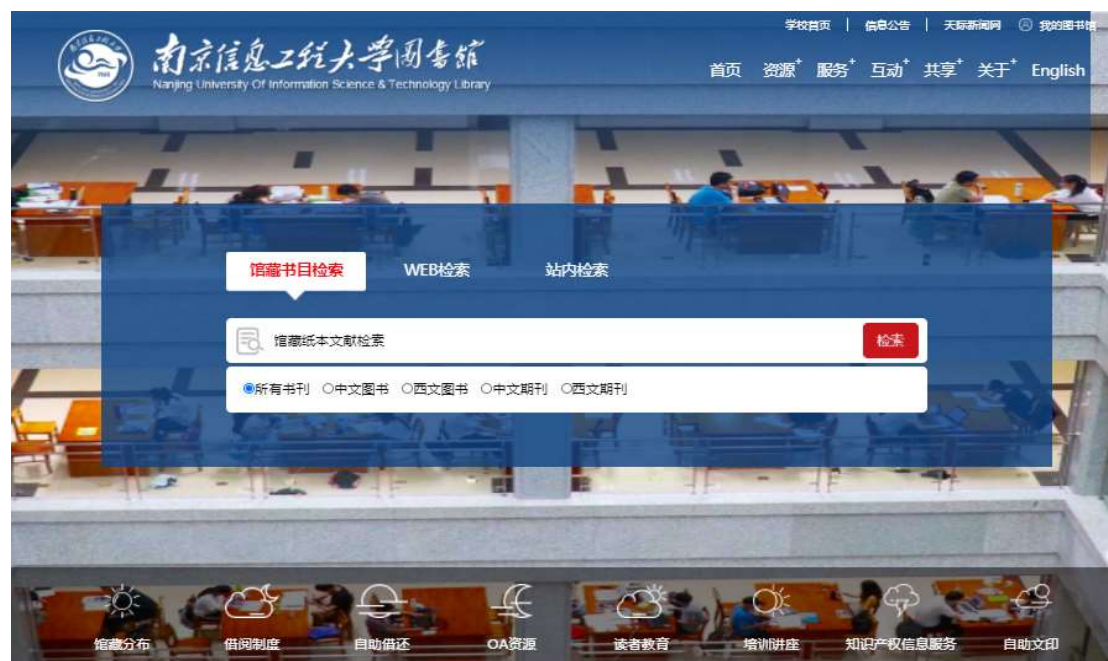 学校首页 | 信息公告 | 天际新闻网 我的图书馆
南京信息工程大学图书馆
Nanjing University Of Information Science & Technology Library
首页 资源+ 服务+ 互动+ 共享+ 关于+ English
馆藏书目检索 WEB检索 站内检索
馆藏纸本文献检索 检索
所有书刊 中文图书 西文图书 中文期刊 西文期刊
馆藏分布 借阅制度 自助借还 OA资源 读者教育 培训讲座 知识产权信息服务 自助文印